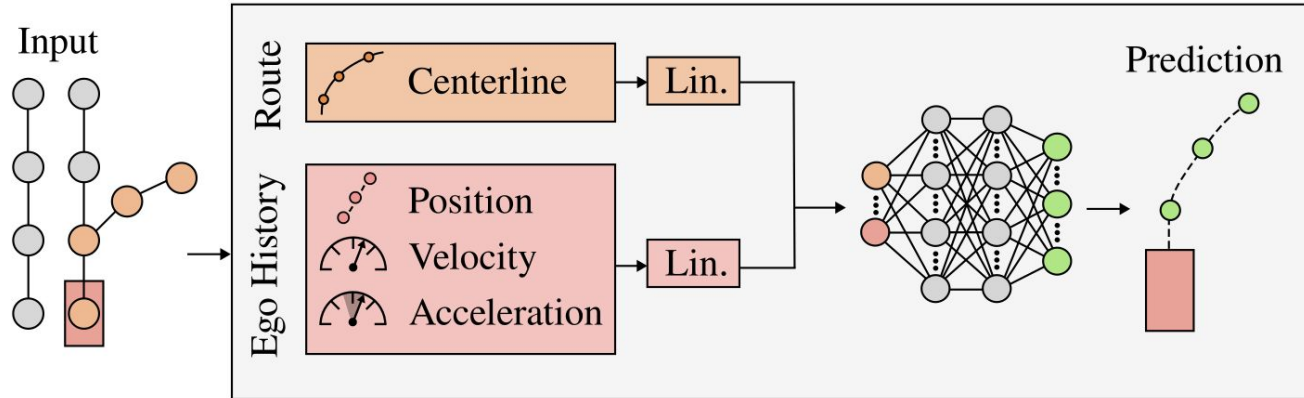 Input
Route
Centerline
Lin.
Ego History
Position
Velocity
Acceleration
Lin.
Prediction